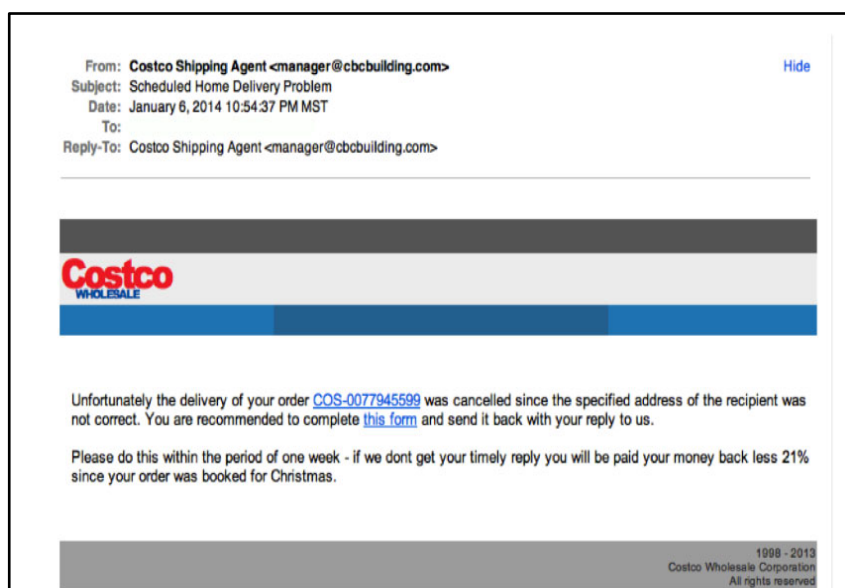 From: Costco Shipping Agent <manager@cbcbuilding.com> Hide
Subject: Scheduled Home Delivery Problem
Date: January 6, 2014 10:54:37 PM MST
To:
Reply-To: Costco Shipping Agent <manager@cbcbuilding.com>
Costco
WHOLESALE
Unfortunately the delivery of your order COS-0077945599 was cancelled since the specified address of the recipient was
not correct. You are recommended to complete this form and send it back with your reply to us.
Please do this within the period of one week - if we dont get your timely reply you will be paid your money back less 21%
since your order was booked for Christmas.
1998 - 2013
Costco Wholesale Corporation
All rights reserved